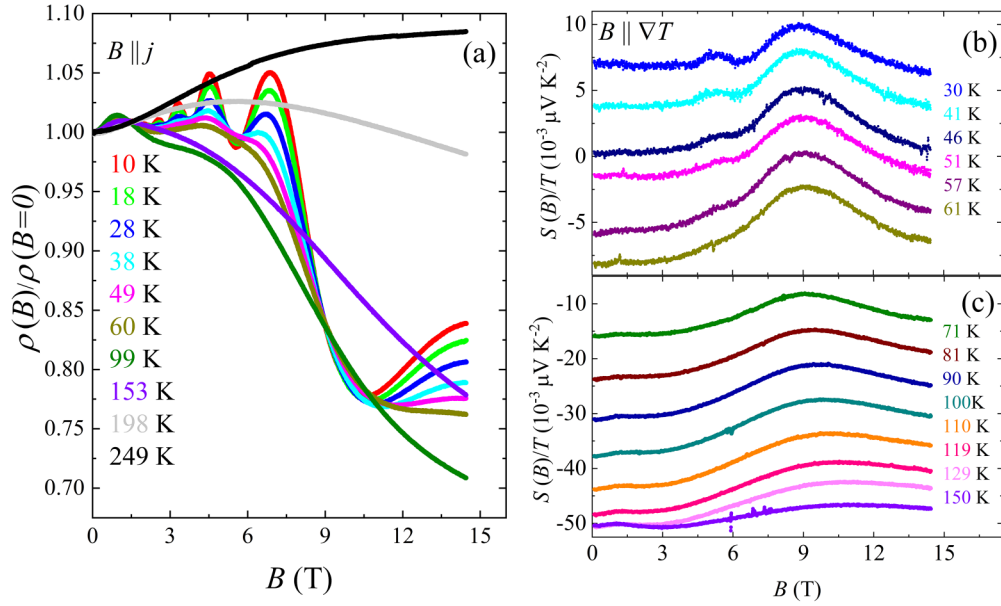 B ∥ j
(a)
1.10
1.05
1.00
0.95
0.90
0.85
0.80
0.75
0.70
ρ(B)/ρ(B=0)
10 K
18 K
28 K
38 K
49 K
60 K
99 K
153 K
198 K
249 K
0 3 6 9 12 15
B (T)
B ∥ ∇T
(b)
10
5
0
-5
S (B)/T (10⁻³ μV K⁻²)
30 K
41 K
46 K
51 K
57 K
61 K
(c)
-10
-20
-30
-40
-50
S (B)/T (10⁻³ μV K⁻²)
71 K
81 K
90 K
100K
110 K
119 K
129 K
150 K
0 3 6 9 12 15
B (T)